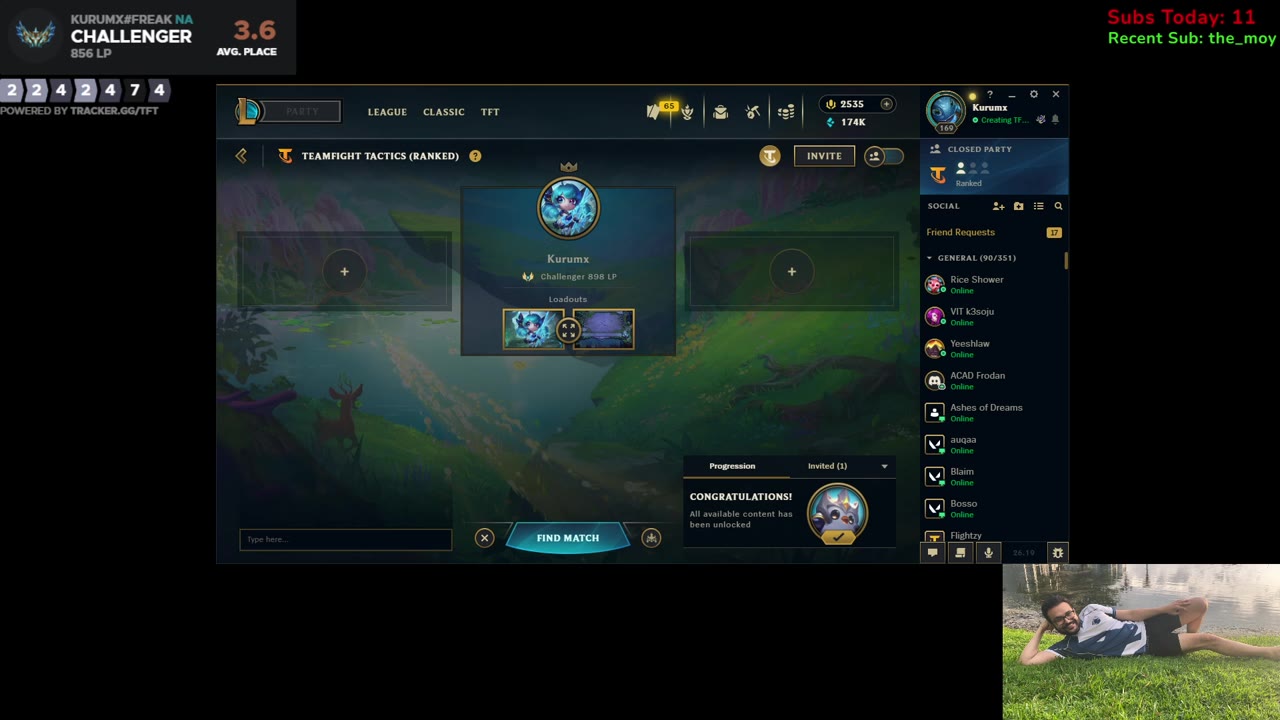 KURUMX#FREAK NA
CHALLENGER
856 LP
3.6
AVG. PLACE
2 2 4 2 4 7 4
POWERED BY TRACKER.GG/TFT
Subs Today: 11
Recent Sub: the_moy
PARTY
LEAGUE
CLASSIC
TFT
65
2535
174K
?
169
Kurumx
Creating TF...
TEAMFIGHT TACTICS (RANKED) ?
INVITE
CLOSED PARTY
Ranked
SOCIAL
Friend Requests
17
GENERAL (90/351)
Rice Shower
Online
VIT k3soju
Online
Yeeshlaw
Online
ACAD Frodan
Online
Ashes of Dreams
Online
auqaa
Online
Blaim
Online
Bosso
Online
Flightzy
26.10
Kurumx
Challenger 898 LP
Loadouts
Progression
Invited (1)
CONGRATULATIONS!
All available content has
been unlocked
Type here...
FIND MATCH